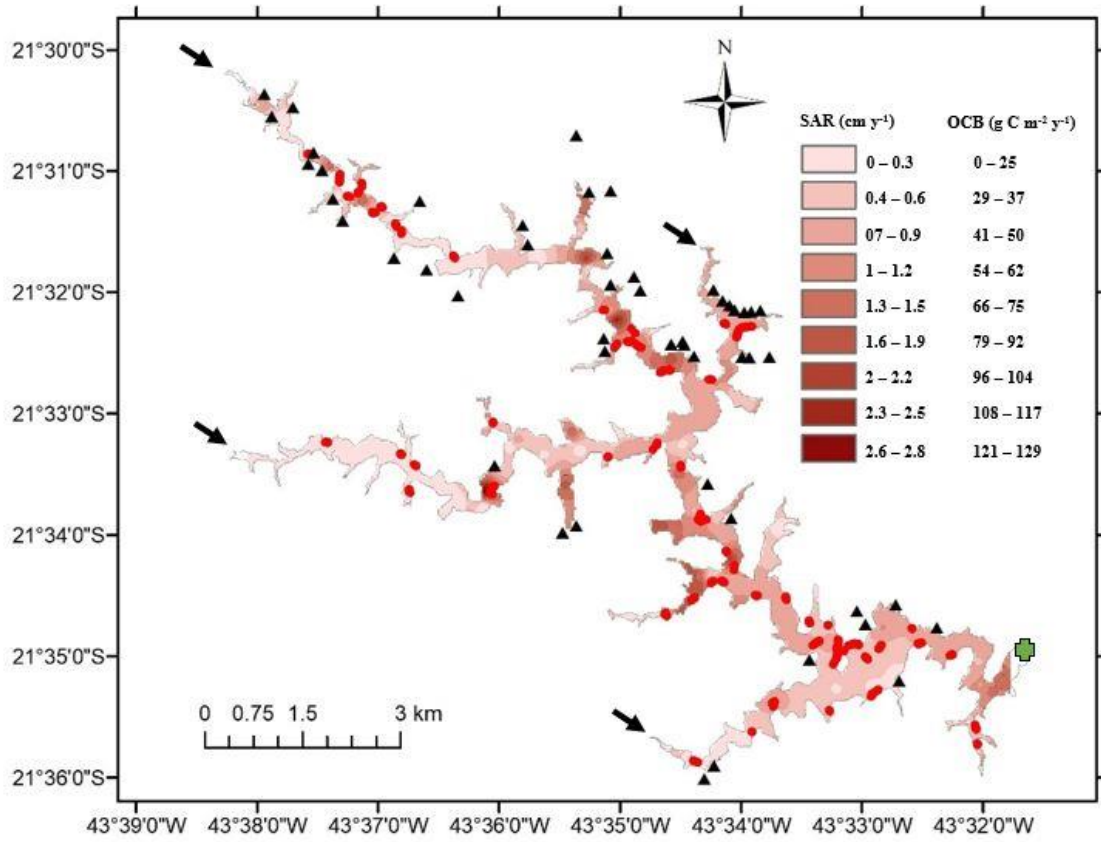 21°30'0"S
21°31'0"S
21°32'0"S
21°33'0"S
21°34'0"S
21°35'0"S
21°36'0"S
N
SAR (cm y⁻¹) OCB (g C m⁻² y⁻¹)
0 – 0.3 0 – 25
0.4 – 0.6 29 – 37
07 – 0.9 41 – 50
1 – 1.2 54 – 62
1.3 – 1.5 66 – 75
1.6 – 1.9 79 – 92
2 – 2.2 96 – 104
2.3 – 2.5 108 – 117
2.6 – 2.8 121 – 129
0 0.75 1.5 3 km
43°39'0"W 43°38'0"W 43°37'0"W 43°36'0"W 43°35'0"W 43°34'0"W 43°33'0"W 43°32'0"W